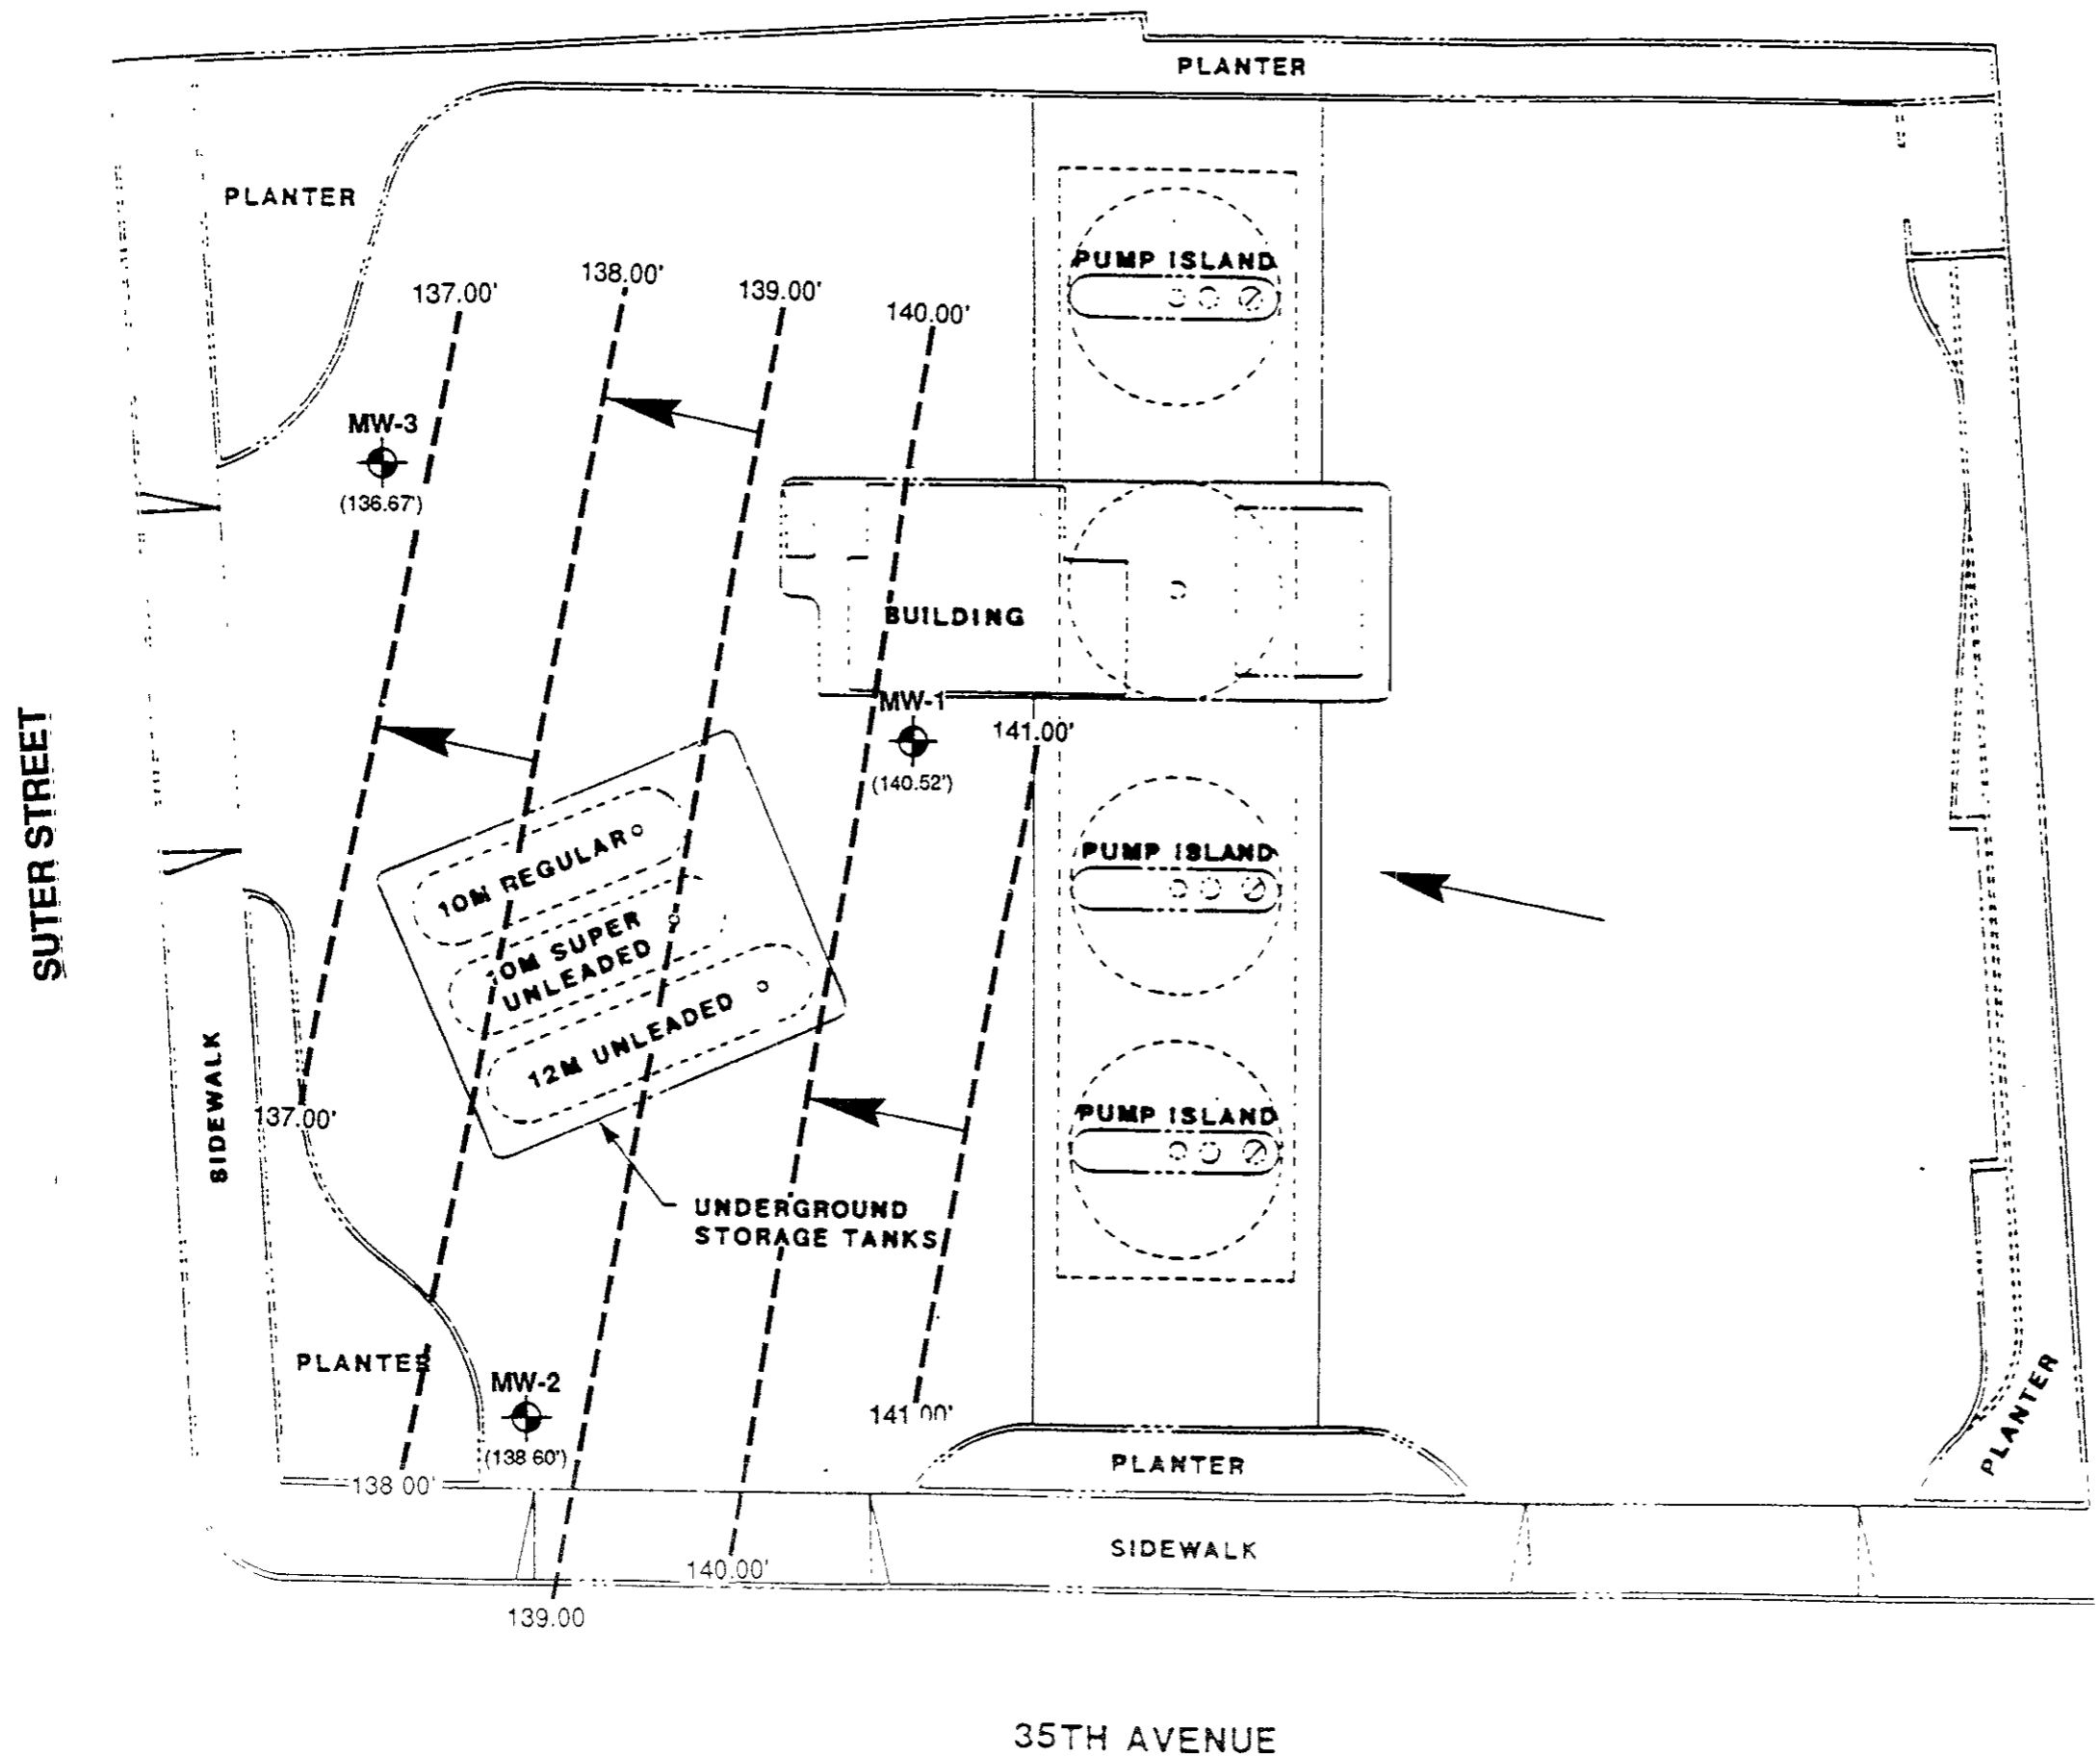 PLANTER
PLANTER
PUMP ISLAND
137.00'
138.00'
139.00'
140.00'
MW-3
(136.67')
BUILDING
MW-1
(140.52')
141.00'
SUTER STREET
PUMP ISLAND
10M REGULAR
0M SUPER
UNLEADED
12M UNLEADED
SIDEWALK
137.00'
PUMP ISLAND
UNDERGROUND
STORAGE TANKS
PLANTER
MW-2
(138 60')
138 00'
141 00'
PLANTER
PLANTER
140.00'
SIDEWALK
139.00
35TH AVENUE